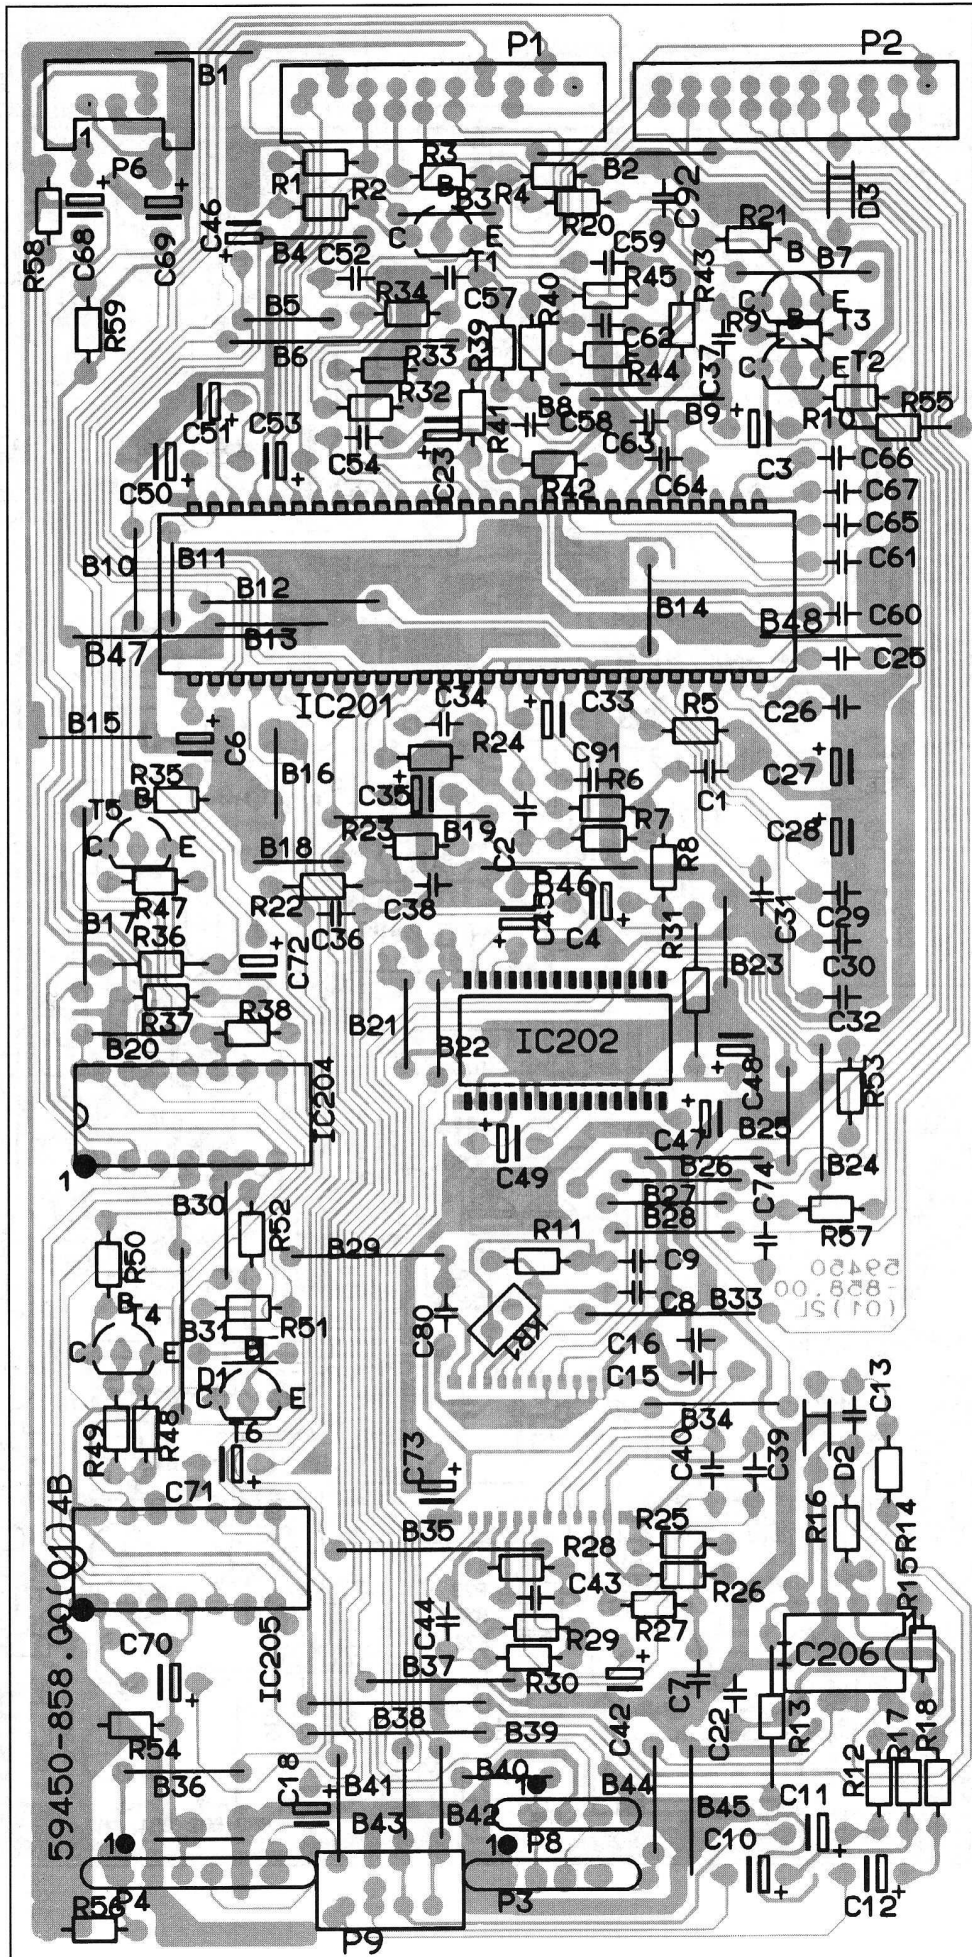 P1
P2
B1
1
P6
R1
R2
R3
B
B3
R4
B2
R20
C92
D3
R58
C68
C69
C46
B4
C52
C
E
T1
C57
C59
R45
R43
R21
B
B7
R59
B5
R34
R40
C
E
B6
R39
C62
R9
B
T3
R33
R44
C37
C
E
T2
R32
C51
C53
R41
B8
C58
B9
R10
R55
C50
C54
C23
C63
C3
C66
R42
C64
C67
C65
B10
B11
C61
B12
B14
C60
B47
B13
B48
C25
IC201
C34
C33
R5
C26
B15
C6
R24
B16
C91
R35
C35
R6
C1
C27
T5
B
R23
B19
R7
C28
C
E
B18
C2
R8
R47
R22
C38
B46
B17
C36
C45
C4
R31
C31
C29
R36
C72
B23
C30
R37
R38
B21
C32
B20
B22
IC202
IC204
C48
R53
C47
B25
1
C49
B26
B24
B30
R52
B27
C74
B28
R57
R50
B29
R11
C9
59450
-858.00
(01)2L
B
T4
C8
B33
C
E
B31
R51
C80
KR1
C16
B
C15
C13
D1
C
E
B34
R49
R48
T6
C73
C40
C39
D2
C71
R16
R14
59450-858.00(01)4B
B35
R28
R25
R15
C43
R26
C44
R27
C70
R29
IC206
IC205
B37
R30
C7
C42
C22
R13
R54
B38
B39
R12
R17
R18
B36
C18
B41
B40
1
B44
B43
B42
B45
C11
1
1
P8
C10
P4
P3
C12
R56
P9